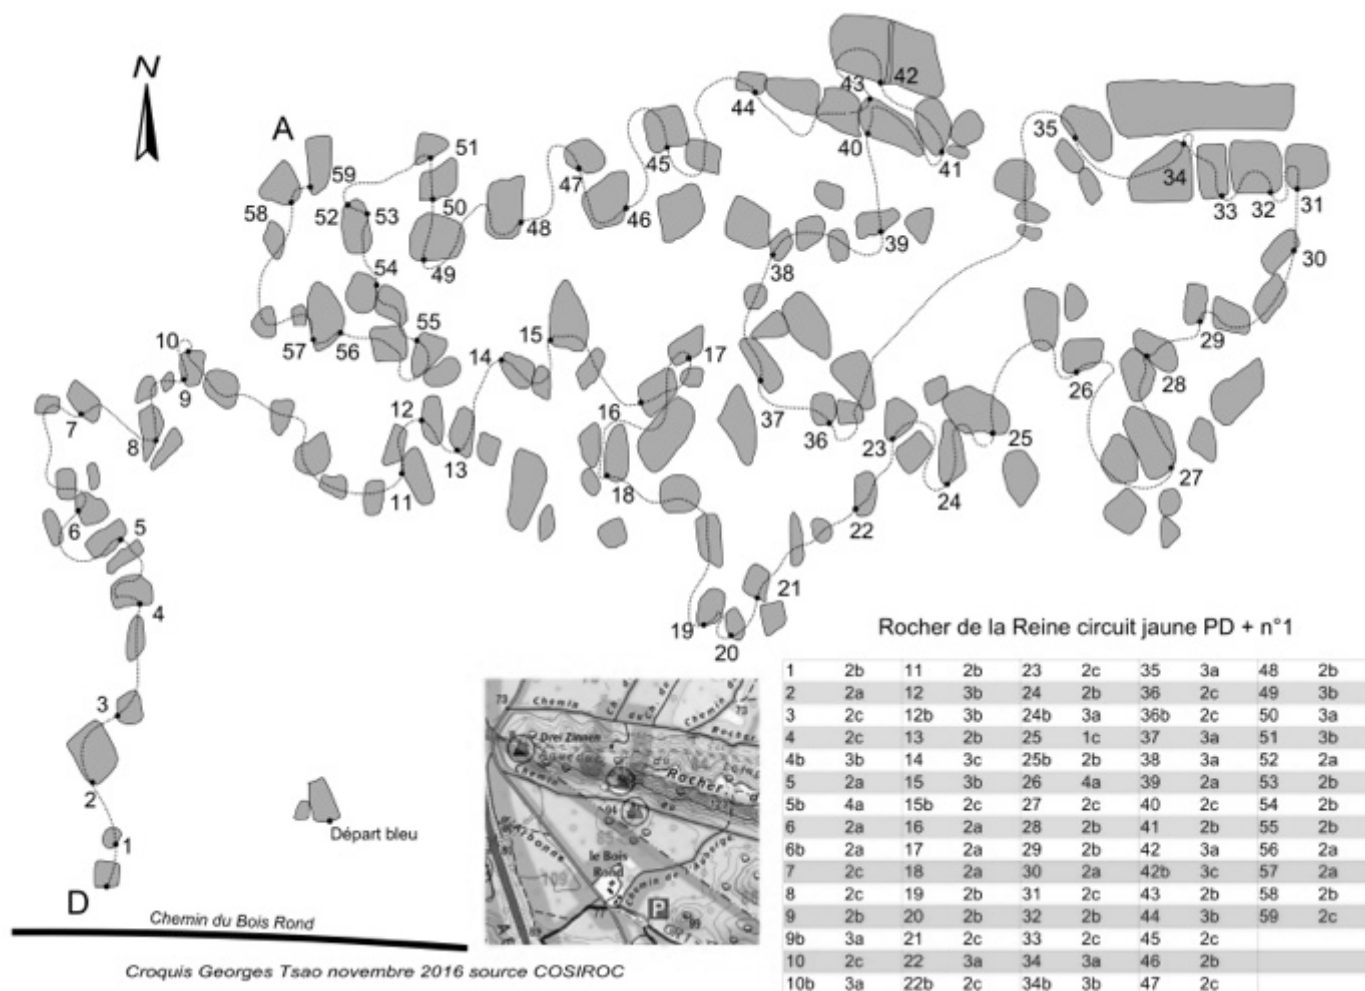 N
A
42
43
44
35
45
51
40
41
34
59
47
33
32
31
58
52
53
50
46
48
39
49
38
30
54
55
15
10
57
56
14
17
29
9
26
28
7
12
16
37
8
36
23
25
13
11
27
18
24
6
5
22
4
21
19
20
3
2
1
D
Départ bleu
Chemin du Bois Rond
Croquis Georges Tsao novembre 2016 source COSIROC
Drei Zinnen
Chemin
Rocher
le Bois
Rond
Chemin de l'Auberge
P
Rocher de la Reine circuit jaune PD + n°1
1 2b 11 2b 23 2c 35 3a 48 2b
2 2a 12 3b 24 2b 36 2c 49 3b
3 2c 12b 3b 24b 3a 36b 2c 50 3a
4 2c 13 2b 25 1c 37 3a 51 3b
4b 3b 14 3c 25b 2b 38 3a 52 2a
5 2a 15 3b 26 4a 39 2a 53 2b
5b 4a 15b 2c 27 2c 40 2c 54 2b
6 2a 16 2a 28 2b 41 2b 55 2b
6b 2a 17 2a 29 2b 42 3a 56 2a
7 2c 18 2a 30 2a 42b 3c 57 2a
8 2c 19 2b 31 2c 43 2b 58 2b
9 2b 20 2b 32 2b 44 3b 59 2c
9b 3a 21 2c 33 2c 45 2c
10 2c 22 3a 34 3a 46 2b
10b 3a 22b 2c 34b 3b 47 2c